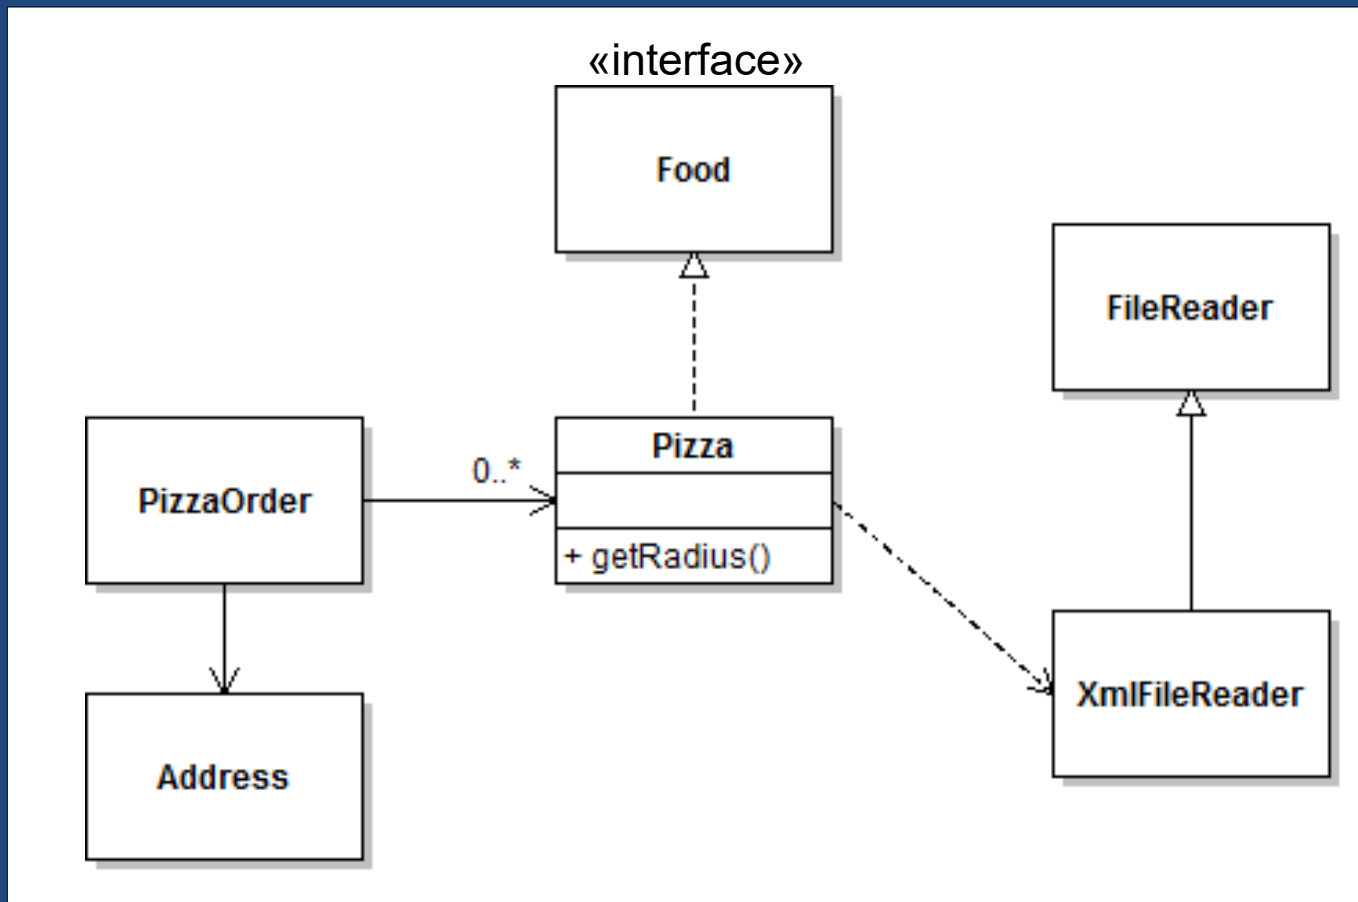 «interface»
Food
FileReader
Pizza
0..*
PizzaOrder
+ getRadius()
XmlFileReader
Address